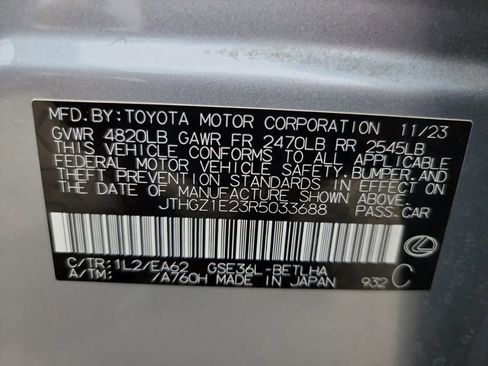 MFD. BY: TOYOTA MOTOR CORPORATION 11/23
GVWR 4820LB GAWR FR 2470LB RR 2545LB
THIS VEHICLE CONFORMS TO ALL APPLICABLE
FEDERAL MOTOR VEHICLE SAFETY, BUMPER, AND
THEFT PREVENTION STANDARDS IN EFFECT ON
THE DATE OF MANUFACTURE SHOWN ABOVE.
JTHGZ1E23R5033688 PASS. CAR
C/TR: 1L2/EA62 GSE36L-BETLHA
A/TM: /A760H MADE IN JAPAN 932 C